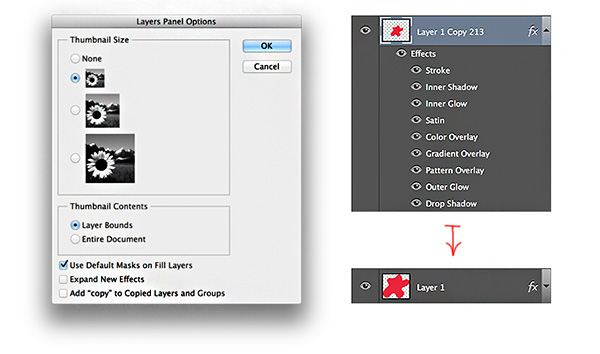 Layers Panel Options
Thumbnail Size
None
OK
Cancel
Thumbnail Contents
Layer Bounds
Entire Document
Use Default Masks on Fill Layers
Expand New Effects
Add "copy" to Copied Layers and Groups
Layer 1 Copy 213 fx
Effects
Stroke
Inner Shadow
Inner Glow
Satin
Color Overlay
Gradient Overlay
Pattern Overlay
Outer Glow
Drop Shadow
Layer 1 fx